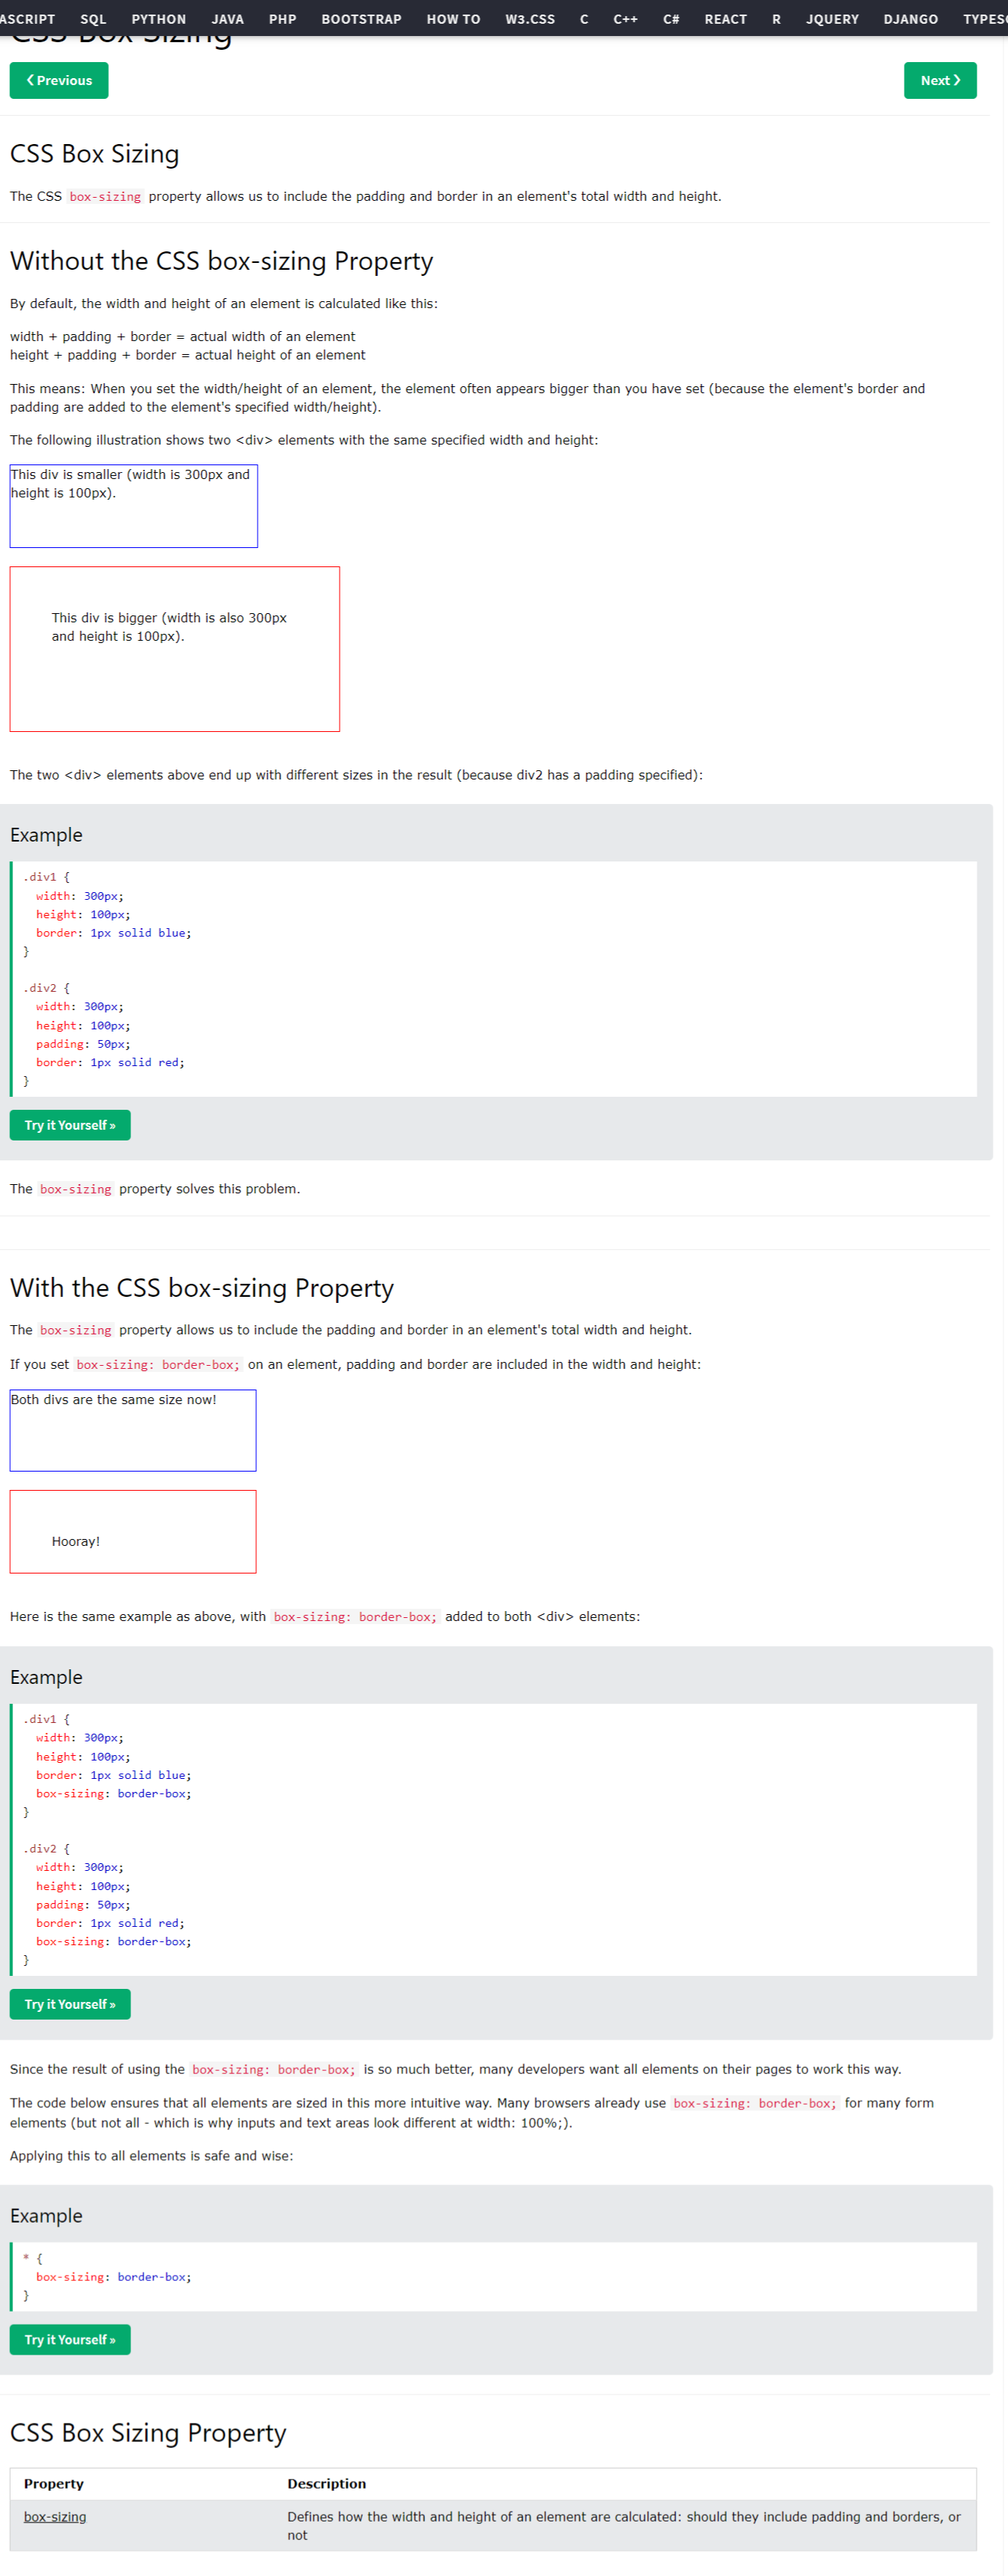 ASCRIPT SQL PYTHON JAVA PHP BOOTSTRAP HOW TO W3.CSS C C++ C# REACT R JQUERY DJANGO TYPES
CSS Box Sizing
❮ Previous
Next ❯
CSS Box Sizing
The CSS box-sizing property allows us to include the padding and border in an element's total width and height.
Without the CSS box-sizing Property
By default, the width and height of an element is calculated like this:
width + padding + border = actual width of an element
height + padding + border = actual height of an element
This means: When you set the width/height of an element, the element often appears bigger than you have set (because the element's border and
padding are added to the element's specified width/height).
The following illustration shows two <div> elements with the same specified width and height:
This div is smaller (width is 300px and
height is 100px).
This div is bigger (width is also 300px
and height is 100px).
The two <div> elements above end up with different sizes in the result (because div2 has a padding specified):
Example
.div1 {
  width: 300px;
  height: 100px;
  border: 1px solid blue;
}
.div2 {
  width: 300px;
  height: 100px;
  padding: 50px;
  border: 1px solid red;
}
Try it Yourself »
The box-sizing property solves this problem.
With the CSS box-sizing Property
The box-sizing property allows us to include the padding and border in an element's total width and height.
If you set box-sizing: border-box; on an element, padding and border are included in the width and height:
Both divs are the same size now!
Hooray!
Here is the same example as above, with box-sizing: border-box; added to both <div> elements:
Example
.div1 {
  width: 300px;
  height: 100px;
  border: 1px solid blue;
  box-sizing: border-box;
}
.div2 {
  width: 300px;
  height: 100px;
  padding: 50px;
  border: 1px solid red;
  box-sizing: border-box;
}
Try it Yourself »
Since the result of using the box-sizing: border-box; is so much better, many developers want all elements on their pages to work this way.
The code below ensures that all elements are sized in this more intuitive way. Many browsers already use box-sizing: border-box; for many form
elements (but not all - which is why inputs and text areas look different at width: 100%;).
Applying this to all elements is safe and wise:
Example
* {
  box-sizing: border-box;
}
Try it Yourself »
CSS Box Sizing Property
Property Description
box-sizing Defines how the width and height of an element are calculated: should they include padding and borders, or
not